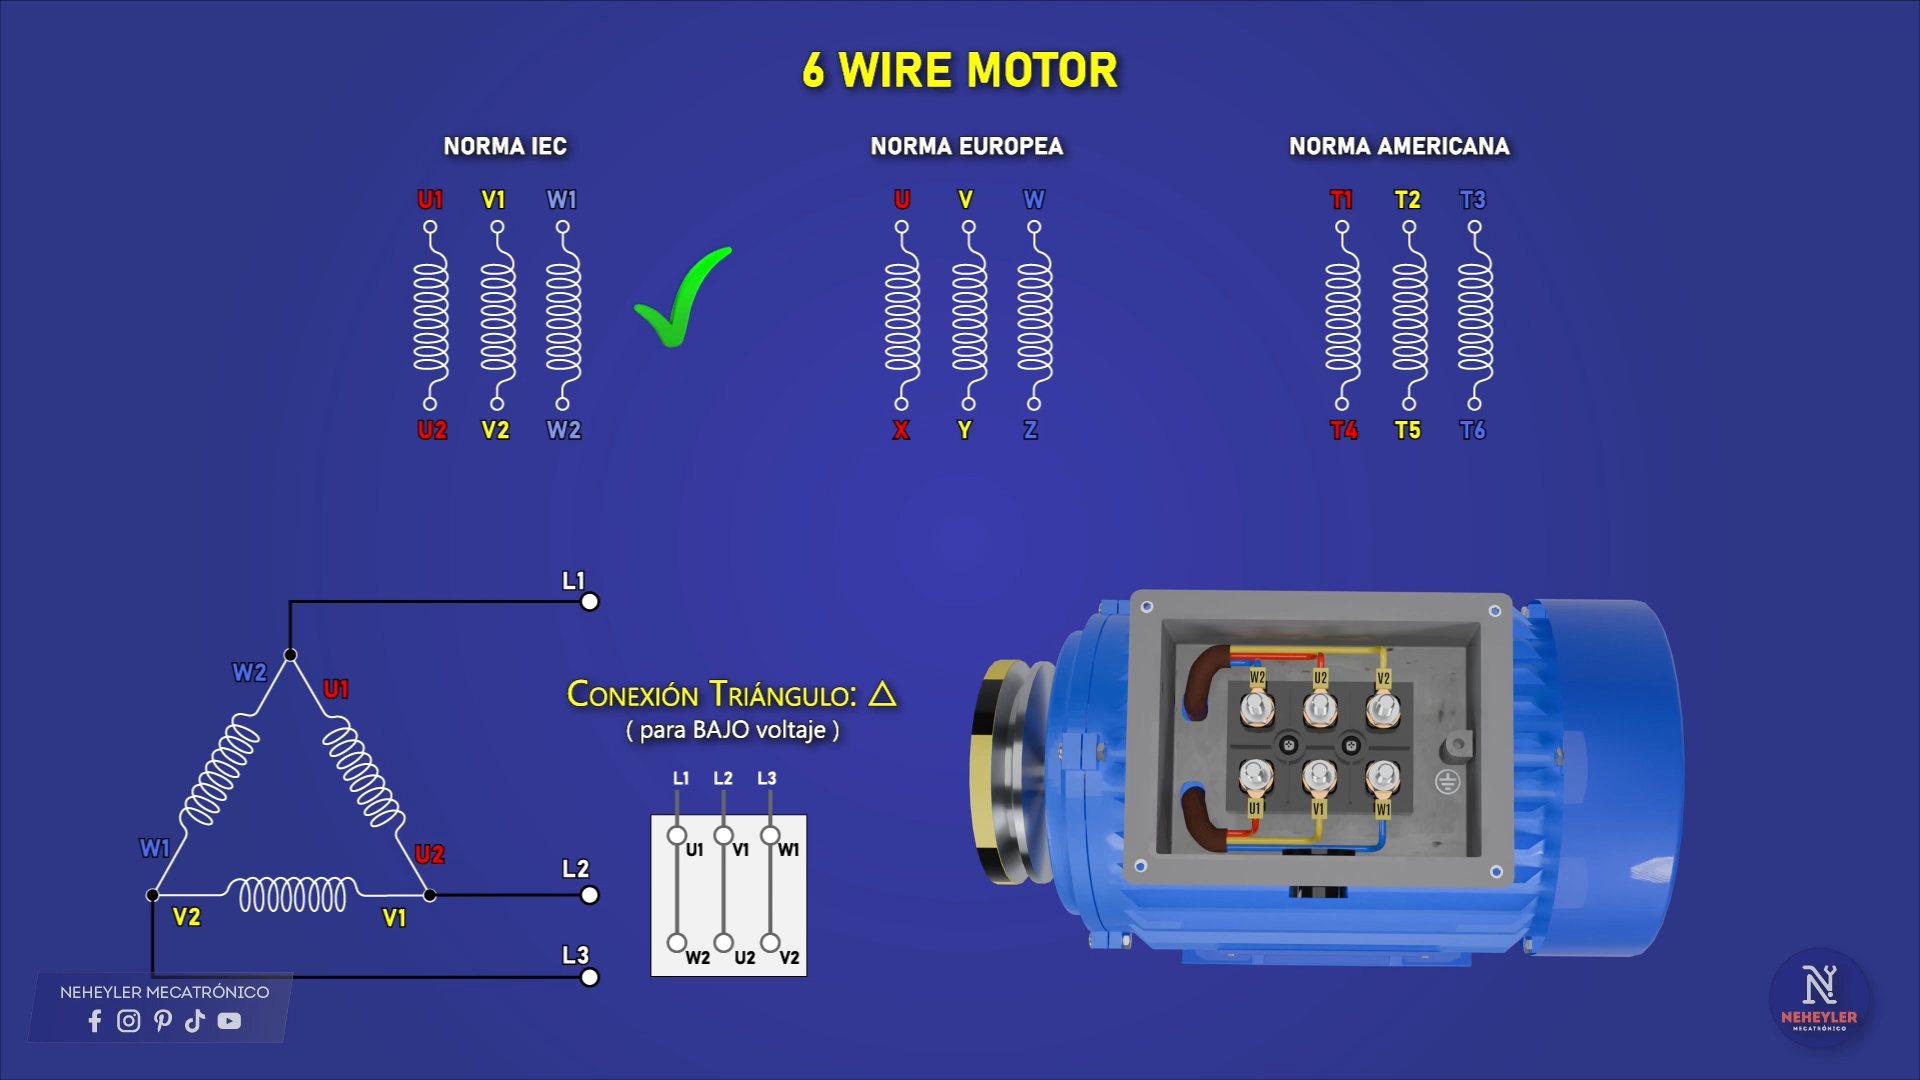 6 WIRE MOTOR
NORMA IEC
U1 V1 W1
U2 V2 W2
NORMA EUROPEA
U V W
X Y Z
NORMA AMERICANA
T1 T2 T3
T4 T5 T6
L1
W2 U1
W1 U2
V2 V1
L2
L3
CONEXIÓN TRIÁNGULO: △
( para BAJO voltaje )
L1 L2 L3
U1 V1 W1
W2 U2 V2
W2 U2 V2
U1 V1 W1
NEHEYLER MECATRÓNICO
NEHEYLER
MECATRÓNICO